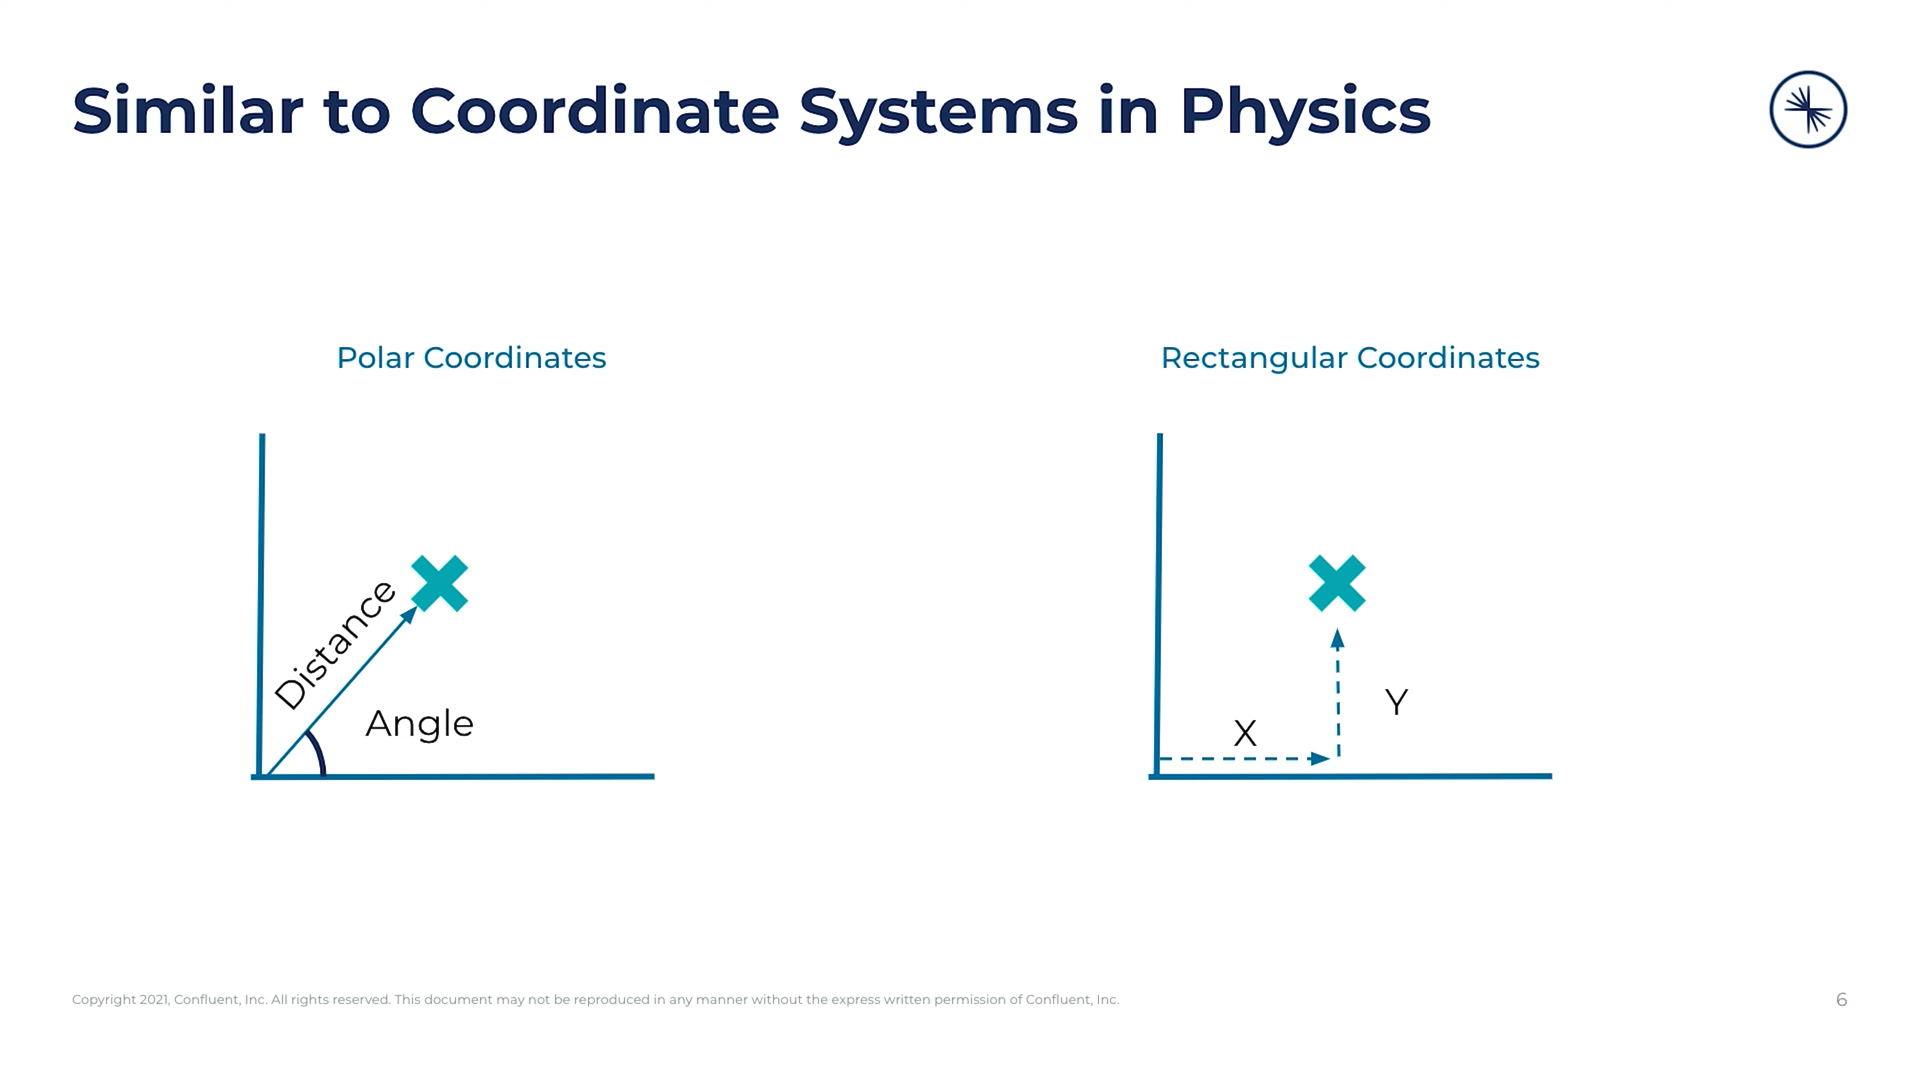 Similar to Coordinate Systems in Physics
Polar Coordinates
Distance
Angle
Rectangular Coordinates
X
Y
Copyright 2021, Confluent, Inc. All rights reserved. This document may not be reproduced in any manner without the express written permission of Confluent, Inc.
6